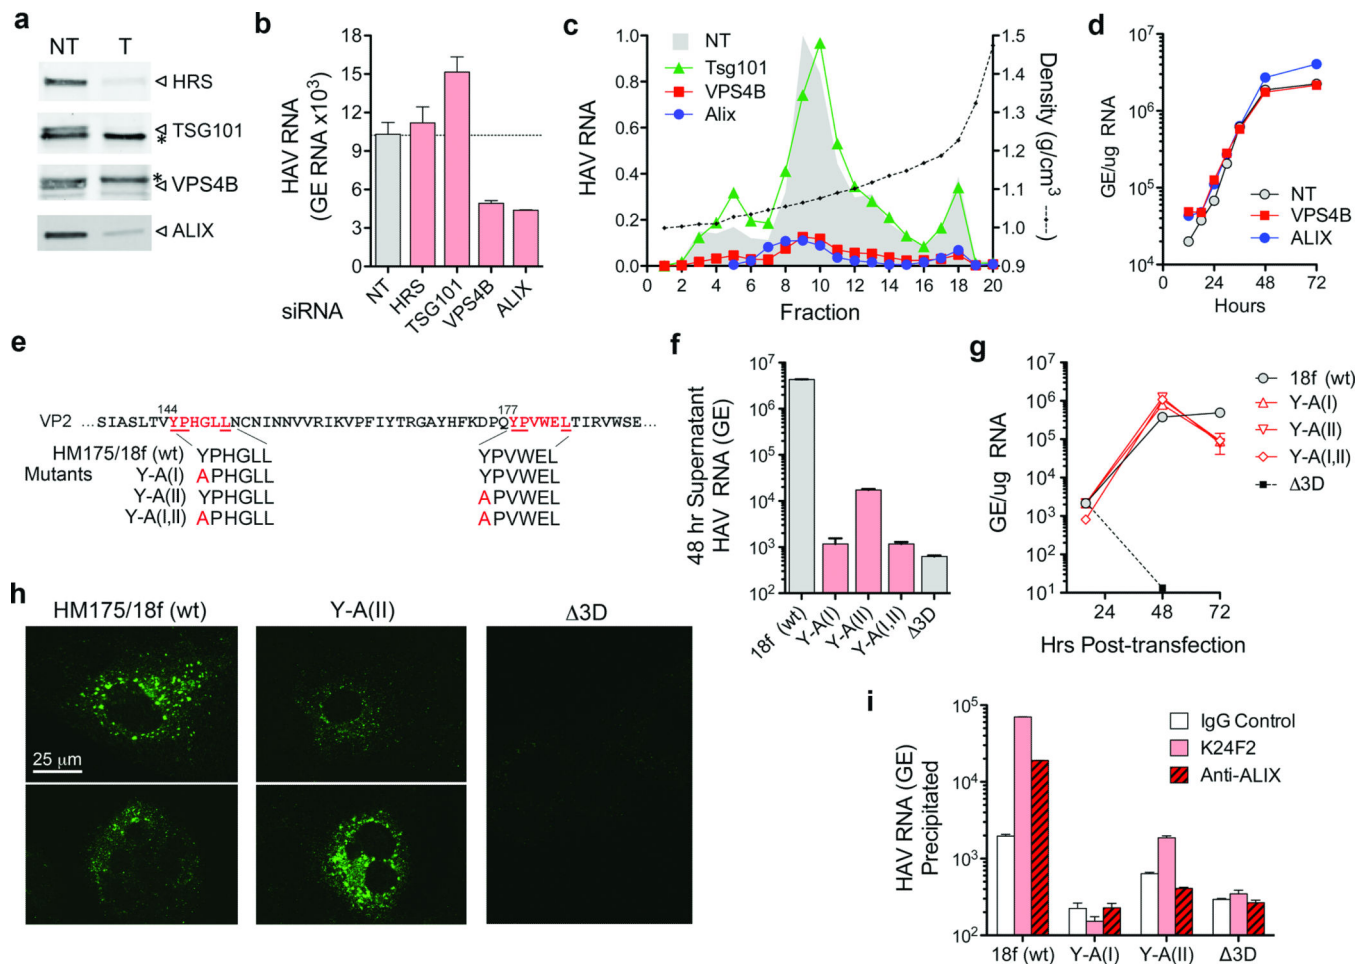 a
NT T
HRS
TSG101
*
* VPS4B
ALIX
b
HAV RNA
(GE RNA x10³)
18
15
12
9
6
3
0
siRNA
NT HRS TSG101 VPS4B ALIX
c
HAV RNA
1.0
0.8
0.6
0.4
0.2
0.0
NT
Tsg101
VPS4B
Alix
0 2 4 6 8 10 12 14 16 18 20
Fraction
1.5
1.4
1.3
1.2
1.1
1.0
0.9
Density (g/cm³ ----)
d
GE/ug RNA
10⁷
10⁶
10⁵
10⁴
NT
VPS4B
ALIX
0 24 48 72
Hours
e
144 177
VP2 ...SIASLTVYPHGLLNCNINNVVRIKVPFIYTRGAYHFKDPQYPVWELTIRVWSE...
HM175/18f (wt) YPHGLL YPVWEL
Mutants
Y-A(I) APHGLL YPVWEL
Y-A(II) YPHGLL APVWEL
Y-A(I,II) APHGLL APVWEL
f
48 hr Supernatant
HAV RNA (GE)
10⁷
10⁶
10⁵
10⁴
10³
10²
18f (wt) Y-A(I) Y-A(II) Y-A(I,II) Δ3D
g
GE/ug RNA
10⁷
10⁶
10⁵
10⁴
10³
10²
10¹
18f (wt)
Y-A(I)
Y-A(II)
Y-A(I,II)
Δ3D
24 48 72
Hrs Post-transfection
h
HM175/18f (wt) Y-A(II) Δ3D
25 µm
i
HAV RNA (GE)
Precipitated
10⁵
10⁴
10³
10²
IgG Control
K24F2
Anti-ALIX
18f (wt) Y-A(I) Y-A(II) Δ3D